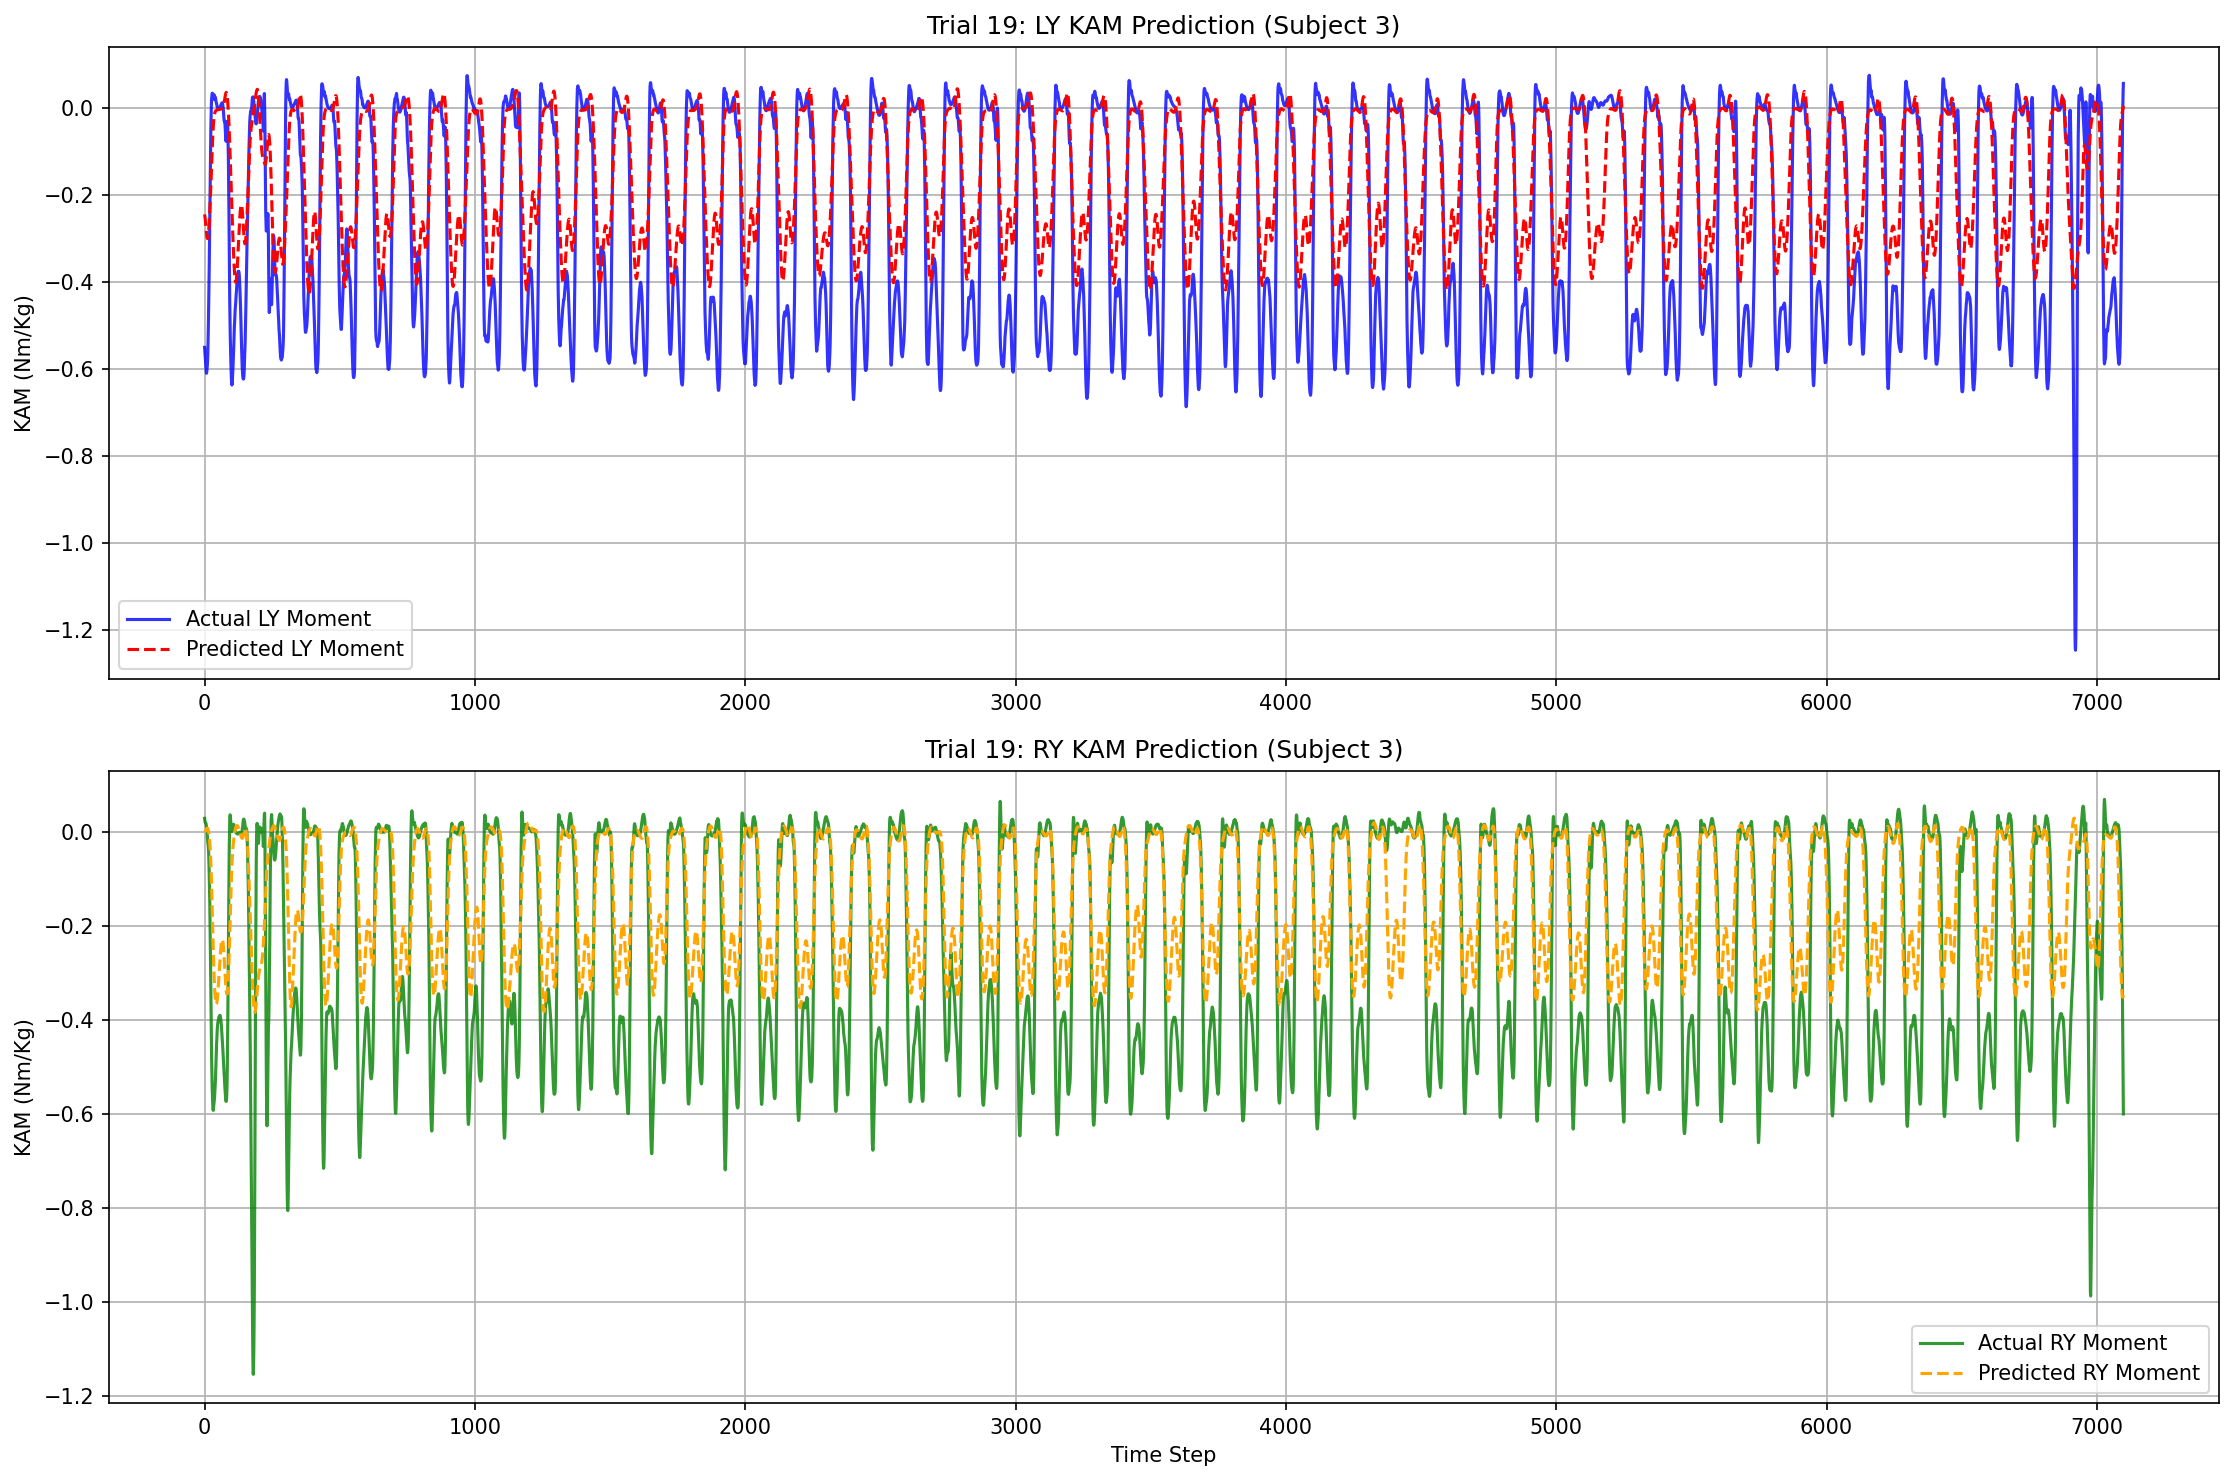 Trial 19: LY KAM Prediction (Subject 3)
KAM (Nm/Kg)
0.0
−0.2
−0.4
−0.6
−0.8
−1.0
−1.2
Actual LY Moment
Predicted LY Moment
0 1000 2000 3000 4000 5000 6000 7000
Trial 19: RY KAM Prediction (Subject 3)
KAM (Nm/Kg)
0.0
−0.2
−0.4
−0.6
−0.8
−1.0
−1.2
Actual RY Moment
Predicted RY Moment
0 1000 2000 3000 4000 5000 6000 7000
Time Step